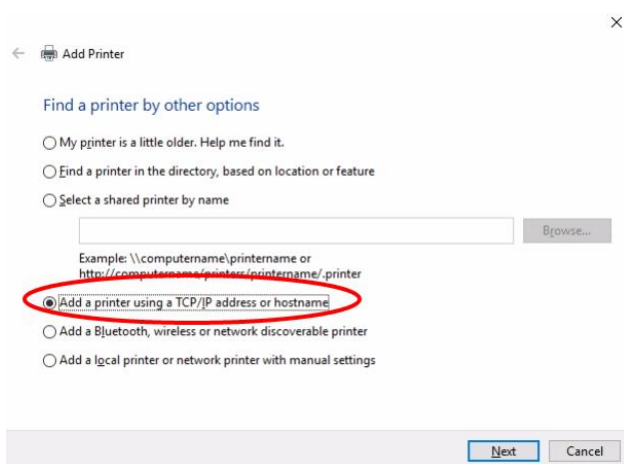 Add Printer
Find a printer by other options
My printer is a little older. Help me find it.
Find a printer in the directory, based on location or feature
Select a shared printer by name
Browse...
Example: \\computername\printername or
http://computername/printers/printername/.printer
Add a printer using a TCP/IP address or hostname
Add a Bluetooth, wireless or network discoverable printer
Add a local printer or network printer with manual settings
Next
Cancel